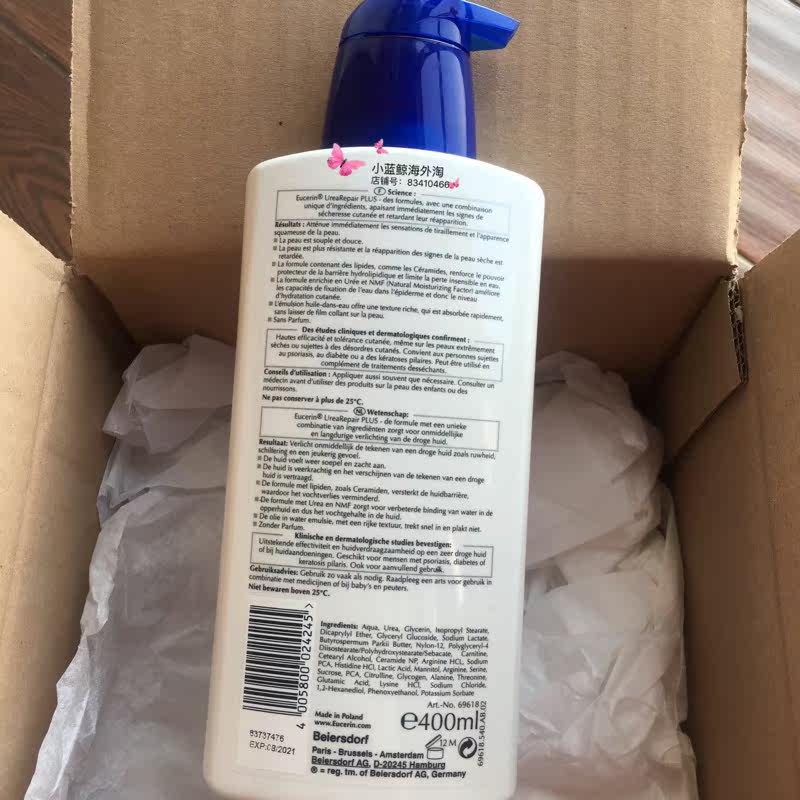 小蓝鲸海外淘
店铺号：83410466
F Science :
Eucerin® UreaRepair PLUS - des formules, avec une combinaison
unique d'ingrédients, apaisant immédiatement les signes de
sécheresse cutanée et retardant leur réapparition.
Résultats : Atténue immédiatement les sensations de tiraillement et l'apparence
squameuse de la peau.
■ La peau est souple et douce.
■ La peau est plus résistante et la réapparition des signes de la peau sèche est
retardée.
■ La formule contenant des lipides, comme les Céramides, renforce le pouvoir
protecteur de la barrière hydrolipidique et limite la perte insensible en eau.
■ La formule enrichie en Urée et NMF (Natural Moisturizing Factor) améliore
les capacités de fixation de l'eau dans l'épiderme et donc le niveau
d'hydratation cutanée.
■ L'émulsion huile-dans-eau offre une texture riche, qui est absorbée rapidement,
sans laisser de film collant sur la peau.
■ Sans Parfum.
Des études cliniques et dermatologiques confirment :
Hautes efficacité et tolérance cutanée, même sur les peaux extrêmement
sèches ou sujettes à des désordres cutanés. Convient aux personnes sujettes
au psoriasis, au diabète ou a des kératoses pilaires. Peut être utilisé en
complément de traitements desséchants.
Conseils d'utilisation : Appliquer aussi souvent que nécessaire. Consulter un
médecin avant d'utiliser des produits sur la peau des enfants ou des
nourrissons.
Ne pas conserver à plus de 25°C.
NL Wetenschap:
Eucerin® UreaRepair PLUS - de formule met een unieke
combinatie van ingrediënten zorgt voor onmiddellijke
en langdurige verlichting van de droge huid.
Resultaat: Verlicht onmiddellijk de tekenen van een droge huid zoals ruwheid,
schilfering en een jeukerig gevoel.
■ De huid voelt weer soepel en zacht aan.
■ De huid is veerkrachtig en het verschijnen van de tekenen van een droge
huid is vertraagd.
■ De formule met lipiden, zoals Ceramiden, versterkt de huidbarrière,
waardoor het vochtverlies verminderd.
■ De formule met Urea en NMF zorgt voor verbeterde binding van water in de
opperhuid en dus het vochtgehalte in de huid.
■ De olie in water emulsie, met een rijke textuur, trekt snel in en plakt niet.
■ Zonder Parfum.
Klinische en dermatologische studies bevestigen:
Uitstekende effectiviteit en huidverdraagzaamheid op een zeer droge huid
of bij huidaandoeningen. Geschikt voor mensen met psoriasis, diabetes of
keratosis pilaris. Ook voor aanvullend gebruik.
Gebruiksadvies: Gebruik zo vaak als nodig. Raadpleeg een arts voor gebruik in
combinatie met medicijnen of bij baby's en peuters.
Niet bewaren boven 25°C.
4 005800 024245 >
Ingredients: Aqua, Urea, Glycerin, Isopropyl Stearate,
Dicaprylyl Ether, Glyceryl Glucoside, Sodium Lactate,
Butyrospermum Parkii Butter, Nylon-12, Polyglyceryl-4
Diisostearate/Polyhydroxystearate/Sebacate, Carnitine,
Cetearyl Alcohol, Ceramide NP, Arginine HCL, Sodium
PCA, Histidine HCl, Lactic Acid, Mannitol, Arginine, Serine,
Sucrose, PCA, Citrulline, Glycogen, Alanine, Threonine,
Glutamic Acid, Lysine HCl, Sodium Chloride,
1,2-Hexanediol, Phenoxyethanol, Potassium Sorbate
Art.-No. 69618
Made in Poland
www.Eucerin.com
℮400ml
69618.540.AB.02
83737476
EXP:08/2021
Beiersdorf
12 M
Paris - Brussels - Amsterdam
Beiersdorf AG, D-20245 Hamburg
® = reg. tm. of Beiersdorf AG, Germany